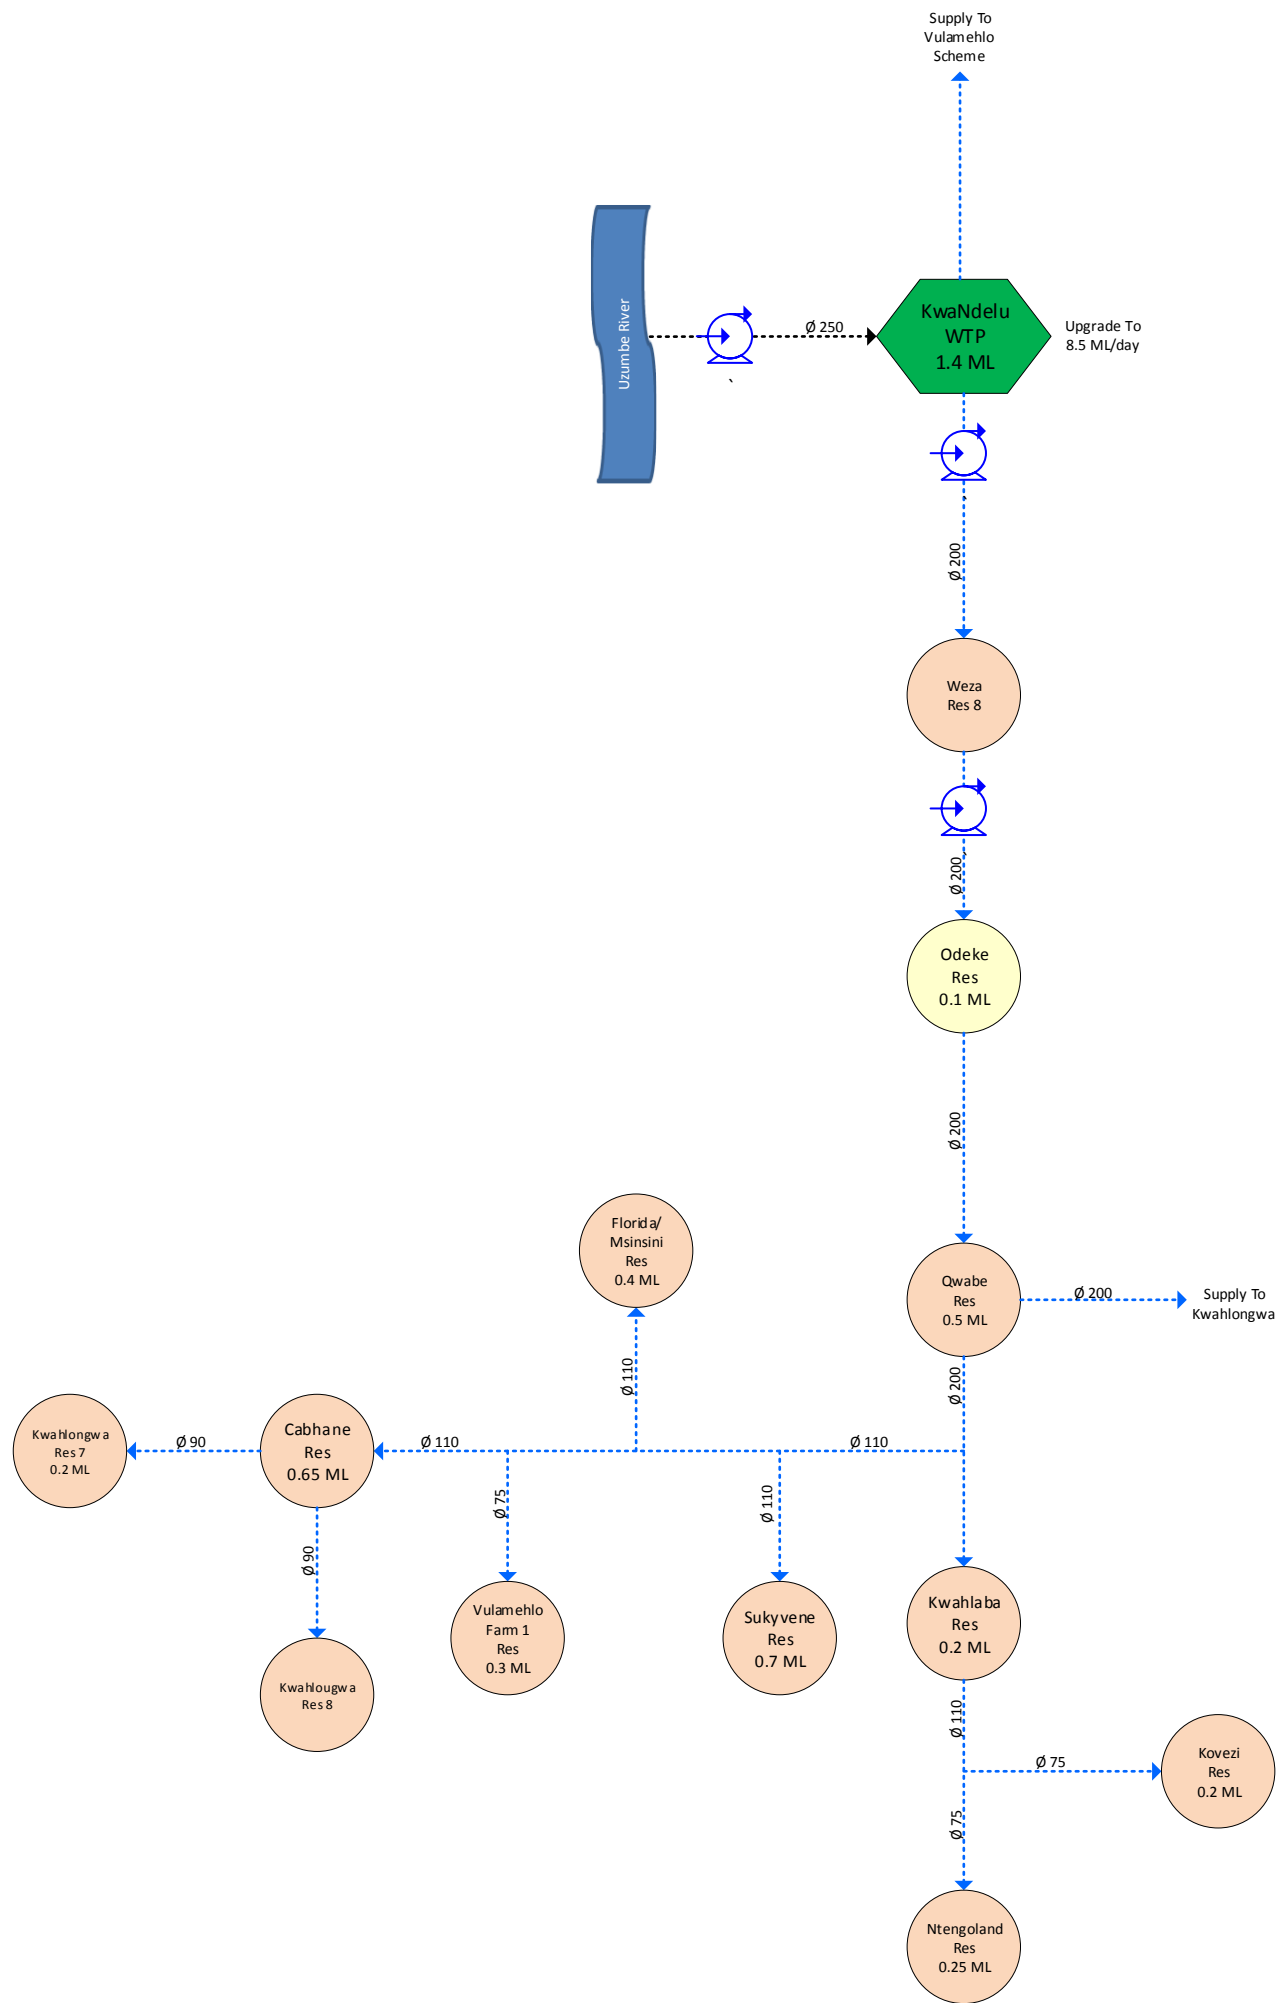 Supply To
Vulamehlo
Scheme
Uzumbe River
Ø 250
KwaNdelu
WTP
1.4 ML
Upgrade To
8.5 ML/day
`
`
Ø 200
Weza
Res 8
`
Ø 200
Odeke
Res
0.1 ML
Ø 200
Florida/
Msinsini
Res
0.4 ML
Qwabe
Res
0.5 ML
Ø 200
Supply To
Kwahlongwa
Ø 110
Ø 200
Kwahlongwa
Res 7
0.2 ML
Ø 90
Cabhane
Res
0.65 ML
Ø 110
Ø 110
Ø 75
Ø 110
Ø 90
Vulamehlo
Farm 1
Res
0.3 ML
Sukyvene
Res
0.7 ML
Kwahlaba
Res
0.2 ML
Kwahlougwa
Res 8
Ø 110
Ø 75
Kovezi
Res
0.2 ML
Ø 75
Ntengoland
Res
0.25 ML